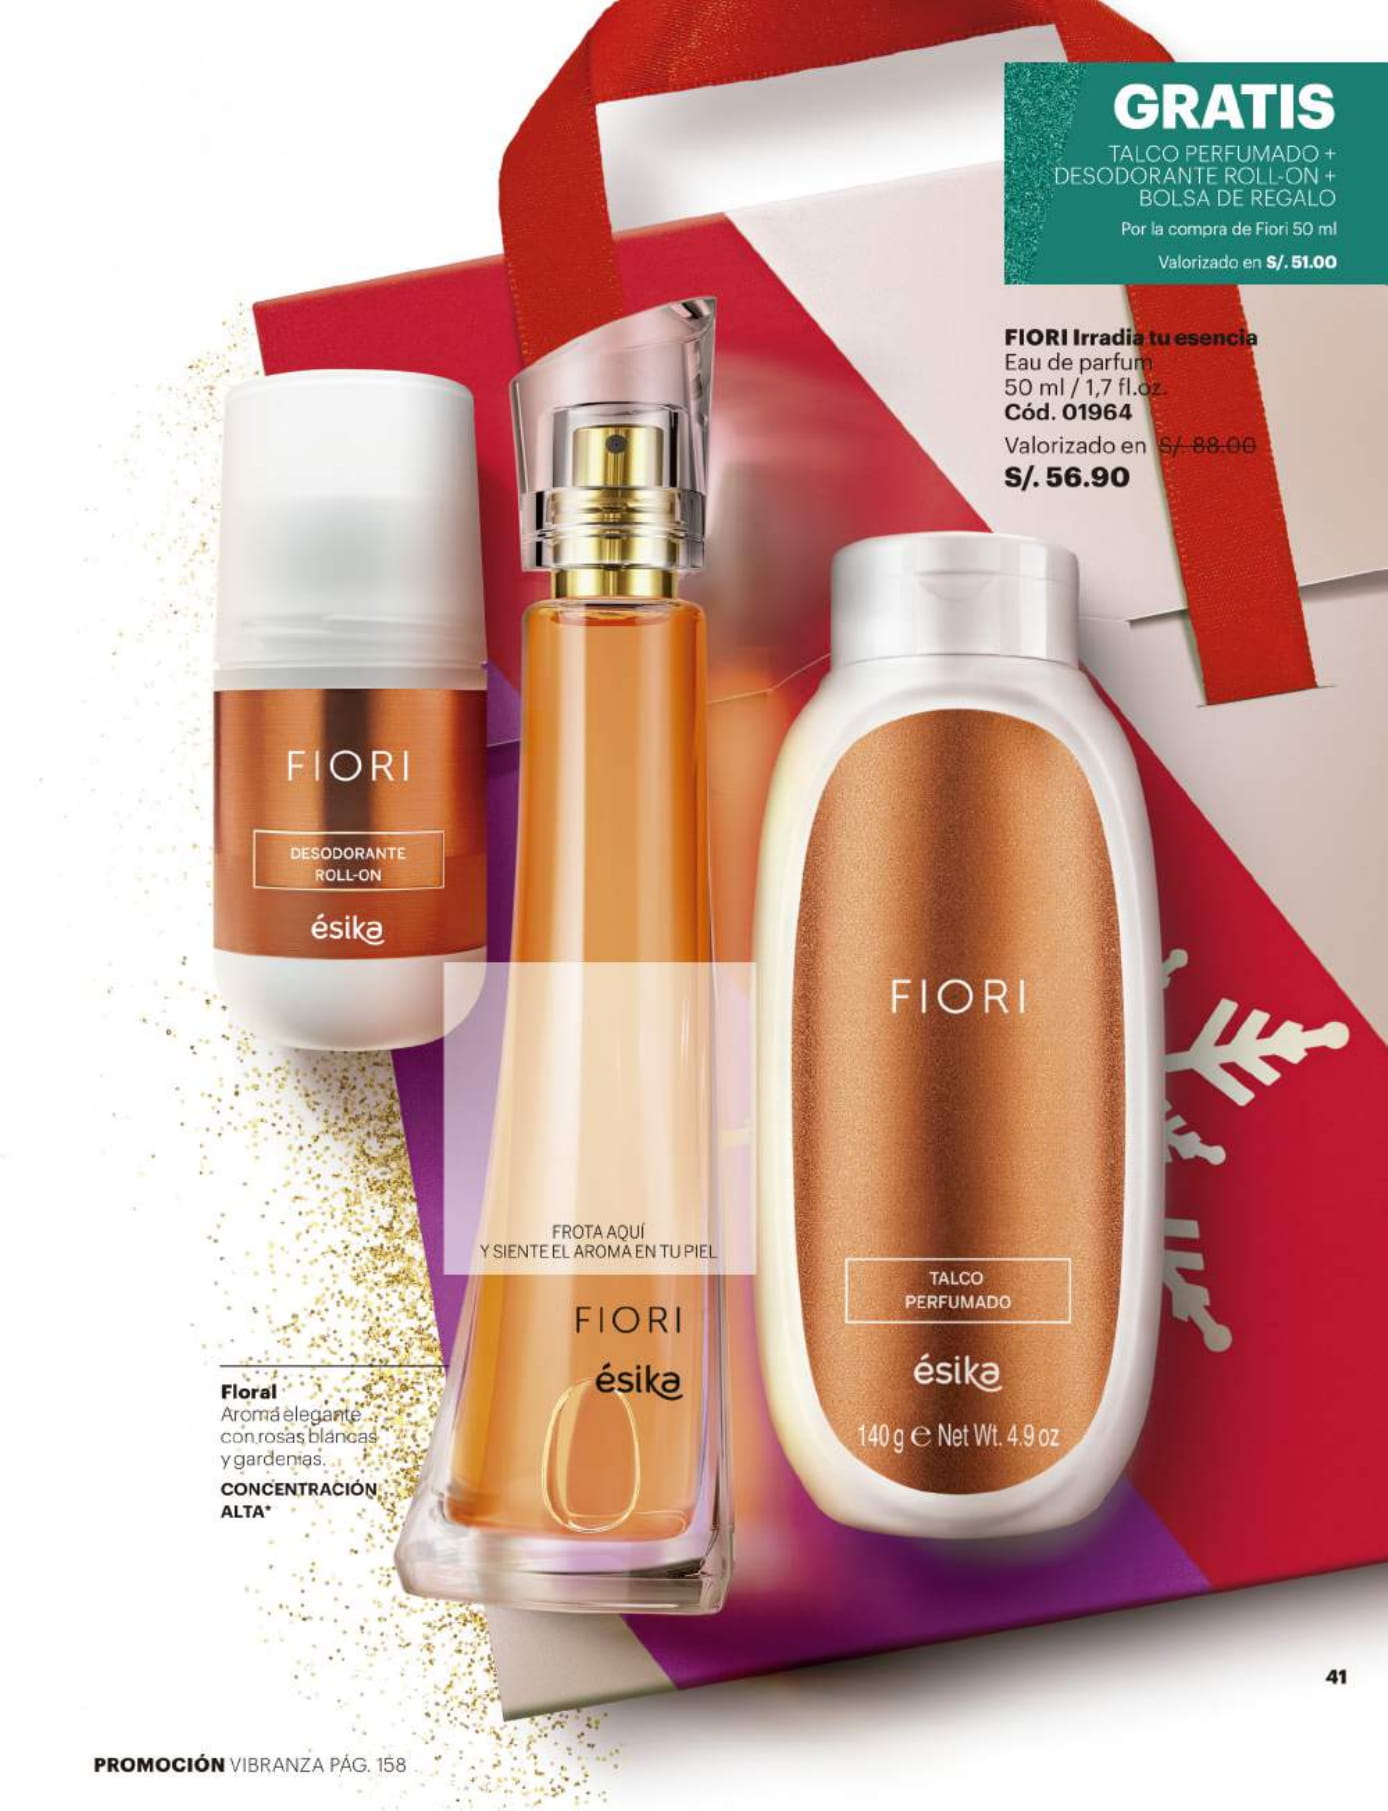 GRATIS
TALCO PERFUMADO +
DESODORANTE ROLL-ON +
BOLSA DE REGALO
Por la compra de Fiori 50 ml
Valorizado en S/. 51.00
FIORI Irradia tu esencia
Eau de parfum
50 ml / 1,7 fl.oz.
Cód. 01964
Valorizado en S/. 88.00
S/. 56.90
FIORI
DESODORANTE
ROLL-ON
ésika
FROTA AQUÍ
Y SIENTE EL AROMA EN TU PIEL
FIORI
ésika
FIORI
TALCO
PERFUMADO
ésika
140 g e Net Wt. 4.9 oz
Floral
Aroma elegante
con rosas blancas
y gardenias.
CONCENTRACIÓN
ALTA*
41
PROMOCIÓN VIBRANZA PÁG. 158